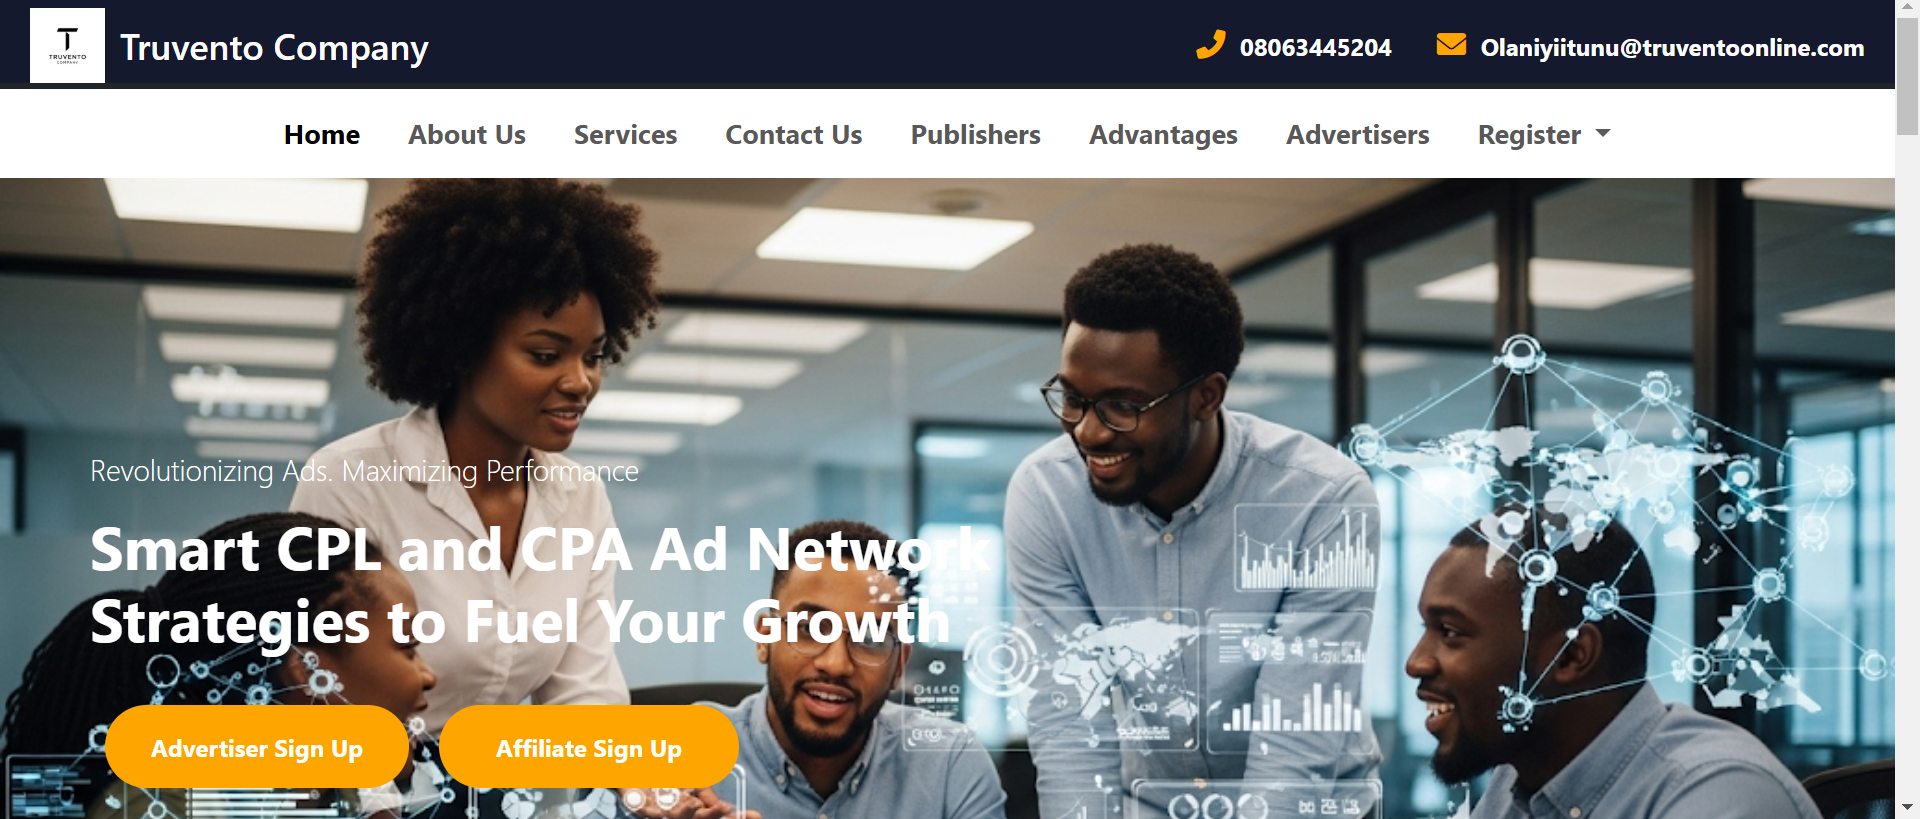 T
TRUVENTO
COMPANY
Truvento Company
08063445204
Olaniyiitunu@truventoonline.com
Home
About Us
Services
Contact Us
Publishers
Advantages
Advertisers
Register
Revolutionizing Ads. Maximizing Performance
Smart CPL and CPA Ad Network
Strategies to Fuel Your Growth
Advertiser Sign Up
Affiliate Sign Up